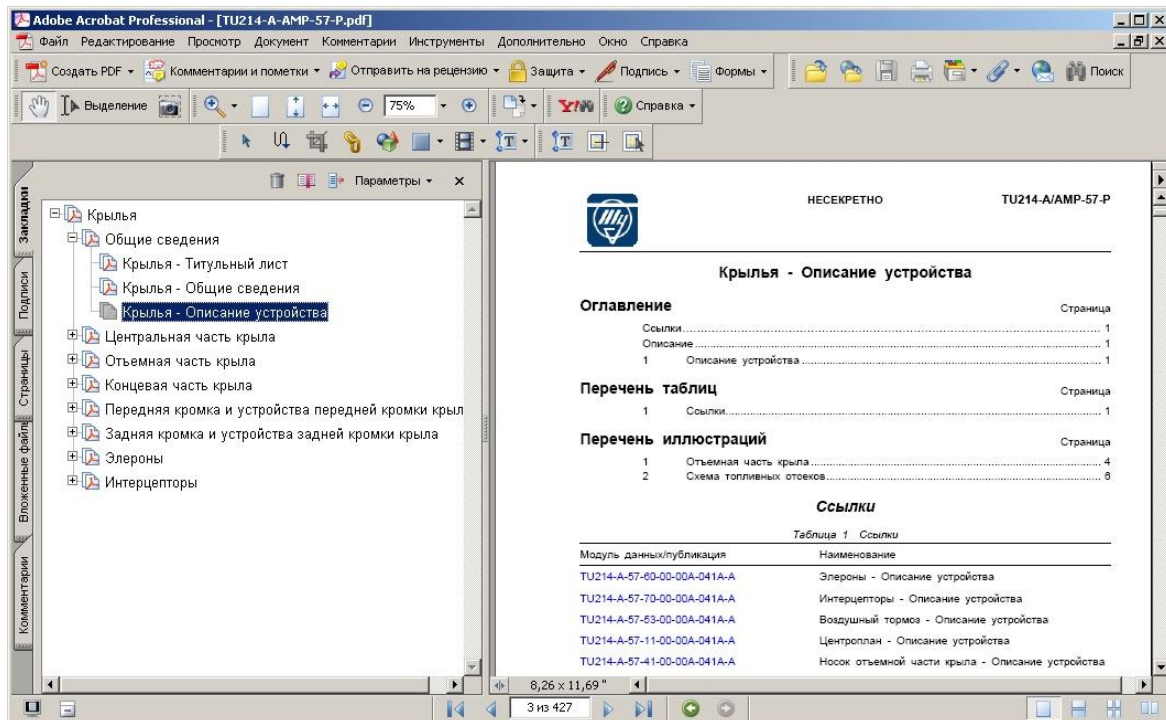 Adobe Acrobat Professional - [TU214-A-AMP-57-P.pdf]
Файл Редактирование Просмотр Документ Комментарии Инструменты Дополнительно Окно Справка
Создать PDF Комментарии и пометки Отправить на рецензию Защита Подпись Формы Поиск
Выделение 75% Y! Справка
Закладки
Подписи
Страницы
Вложенные файлы
Комментарии
Параметры x
Крылья
Общие сведения
Крылья - Титульный лист
Крылья - Общие сведения
Крылья - Описание устройства
Центральная часть крыла
Отъемная часть крыла
Концевая часть крыла
Передняя кромка и устройства передней кромки крыл
Задняя кромка и устройства задней кромки крыла
Элероны
Интерцепторы
Ту
НЕСЕКРЕТНО TU214-A/AMP-57-P
Крылья - Описание устройства
Оглавление Страница
Ссылки 1
Описание 1
1 Описание устройства 1
Перечень таблиц Страница
1 Ссылки 1
Перечень иллюстраций Страница
1 Отъемная часть крыла 4
2 Схема топливных отсеков 6
Ссылки
Таблица 1 Ссылки
Модуль данных/публикация Наименование
TU214-A-57-60-00-00A-041A-A Элероны - Описание устройства
TU214-A-57-70-00-00A-041A-A Интерцепторы - Описание устройства
TU214-A-57-53-00-00A-041A-A Воздушный тормоз - Описание устройства
TU214-A-57-11-00-00A-041A-A Центроплан - Описание устройства
TU214-A-57-41-00-00A-041A-A Носок отъемной части крыла - Описание устройства
8,26 x 11,69 "
3 из 427